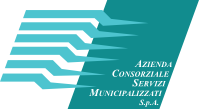 AZIENDA
CONSORZIALE
SERVIZI
MUNICIPALIZZATI
S.p.A.